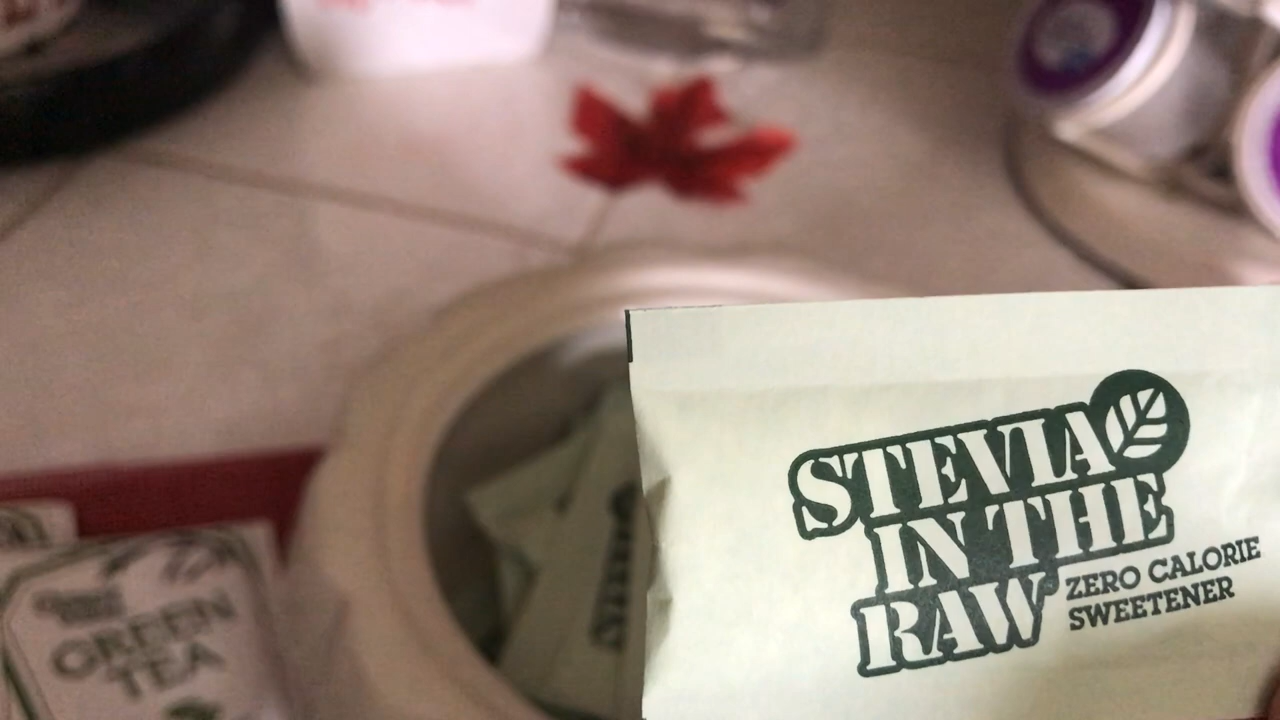 STEVIA
IN THE
RAW
ZERO CALORIE
SWEETENER
GREEN
TEA